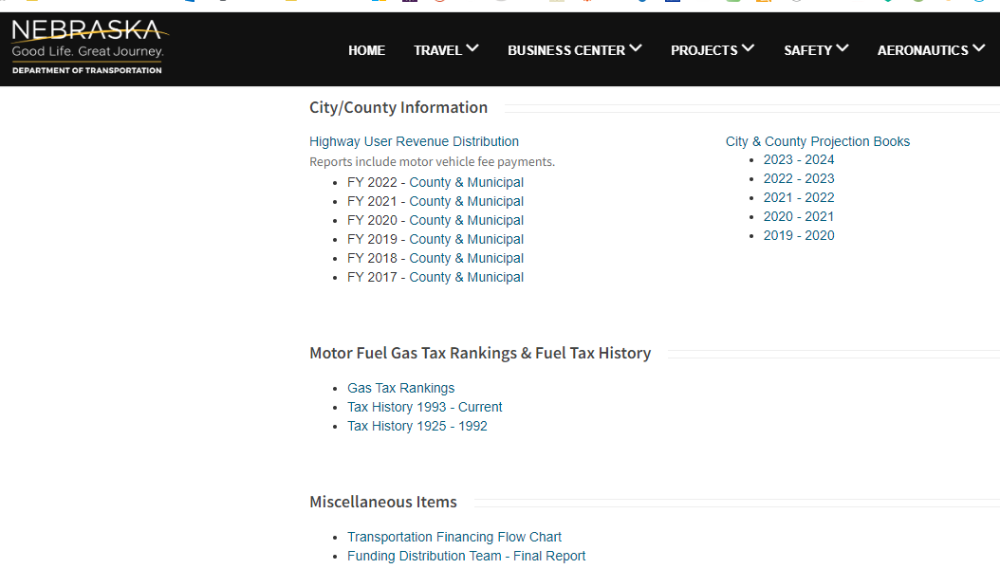 NEBRASKA
Good Life. Great Journey.
DEPARTMENT OF TRANSPORTATION
HOME TRAVEL BUSINESS CENTER PROJECTS SAFETY AERONAUTICS
City/County Information
Highway User Revenue Distribution
Reports include motor vehicle fee payments.
FY 2022 - County & Municipal
FY 2021 - County & Municipal
FY 2020 - County & Municipal
FY 2019 - County & Municipal
FY 2018 - County & Municipal
FY 2017 - County & Municipal
City & County Projection Books
2023 - 2024
2022 - 2023
2021 - 2022
2020 - 2021
2019 - 2020
Motor Fuel Gas Tax Rankings & Fuel Tax History
Gas Tax Rankings
Tax History 1993 - Current
Tax History 1925 - 1992
Miscellaneous Items
Transportation Financing Flow Chart
Funding Distribution Team - Final Report